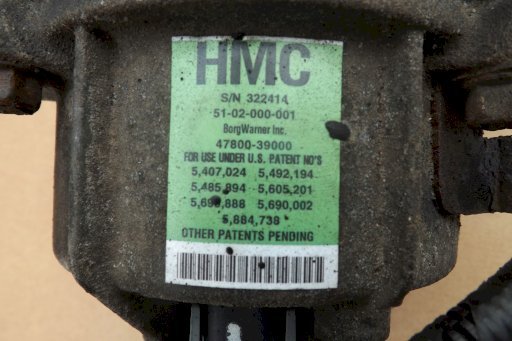 HMC
S/N 322414
51-02-000-001
BorgWarner Inc.
47800-39000
FOR USE UNDER U.S. PATENT NO'S
5,407,024 5,492,194
5,485,894 5,605,201
5,690,002
5,884,738
OTHER PATENTS PENDING